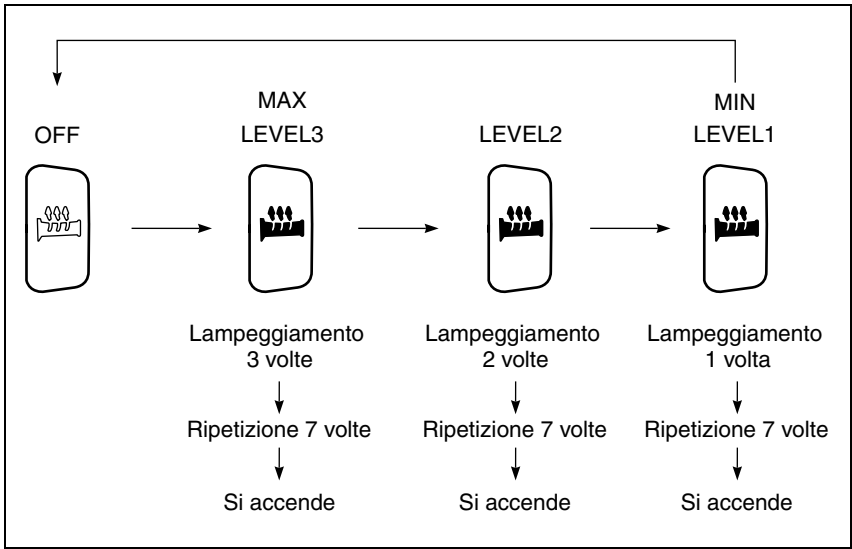 MAX
MIN
OFF
LEVEL3
LEVEL2
LEVEL1
Lampeggiamento
3 volte
Lampeggiamento
2 volte
Lampeggiamento
1 volta
Ripetizione 7 volte
Ripetizione 7 volte
Ripetizione 7 volte
Si accende
Si accende
Si accende